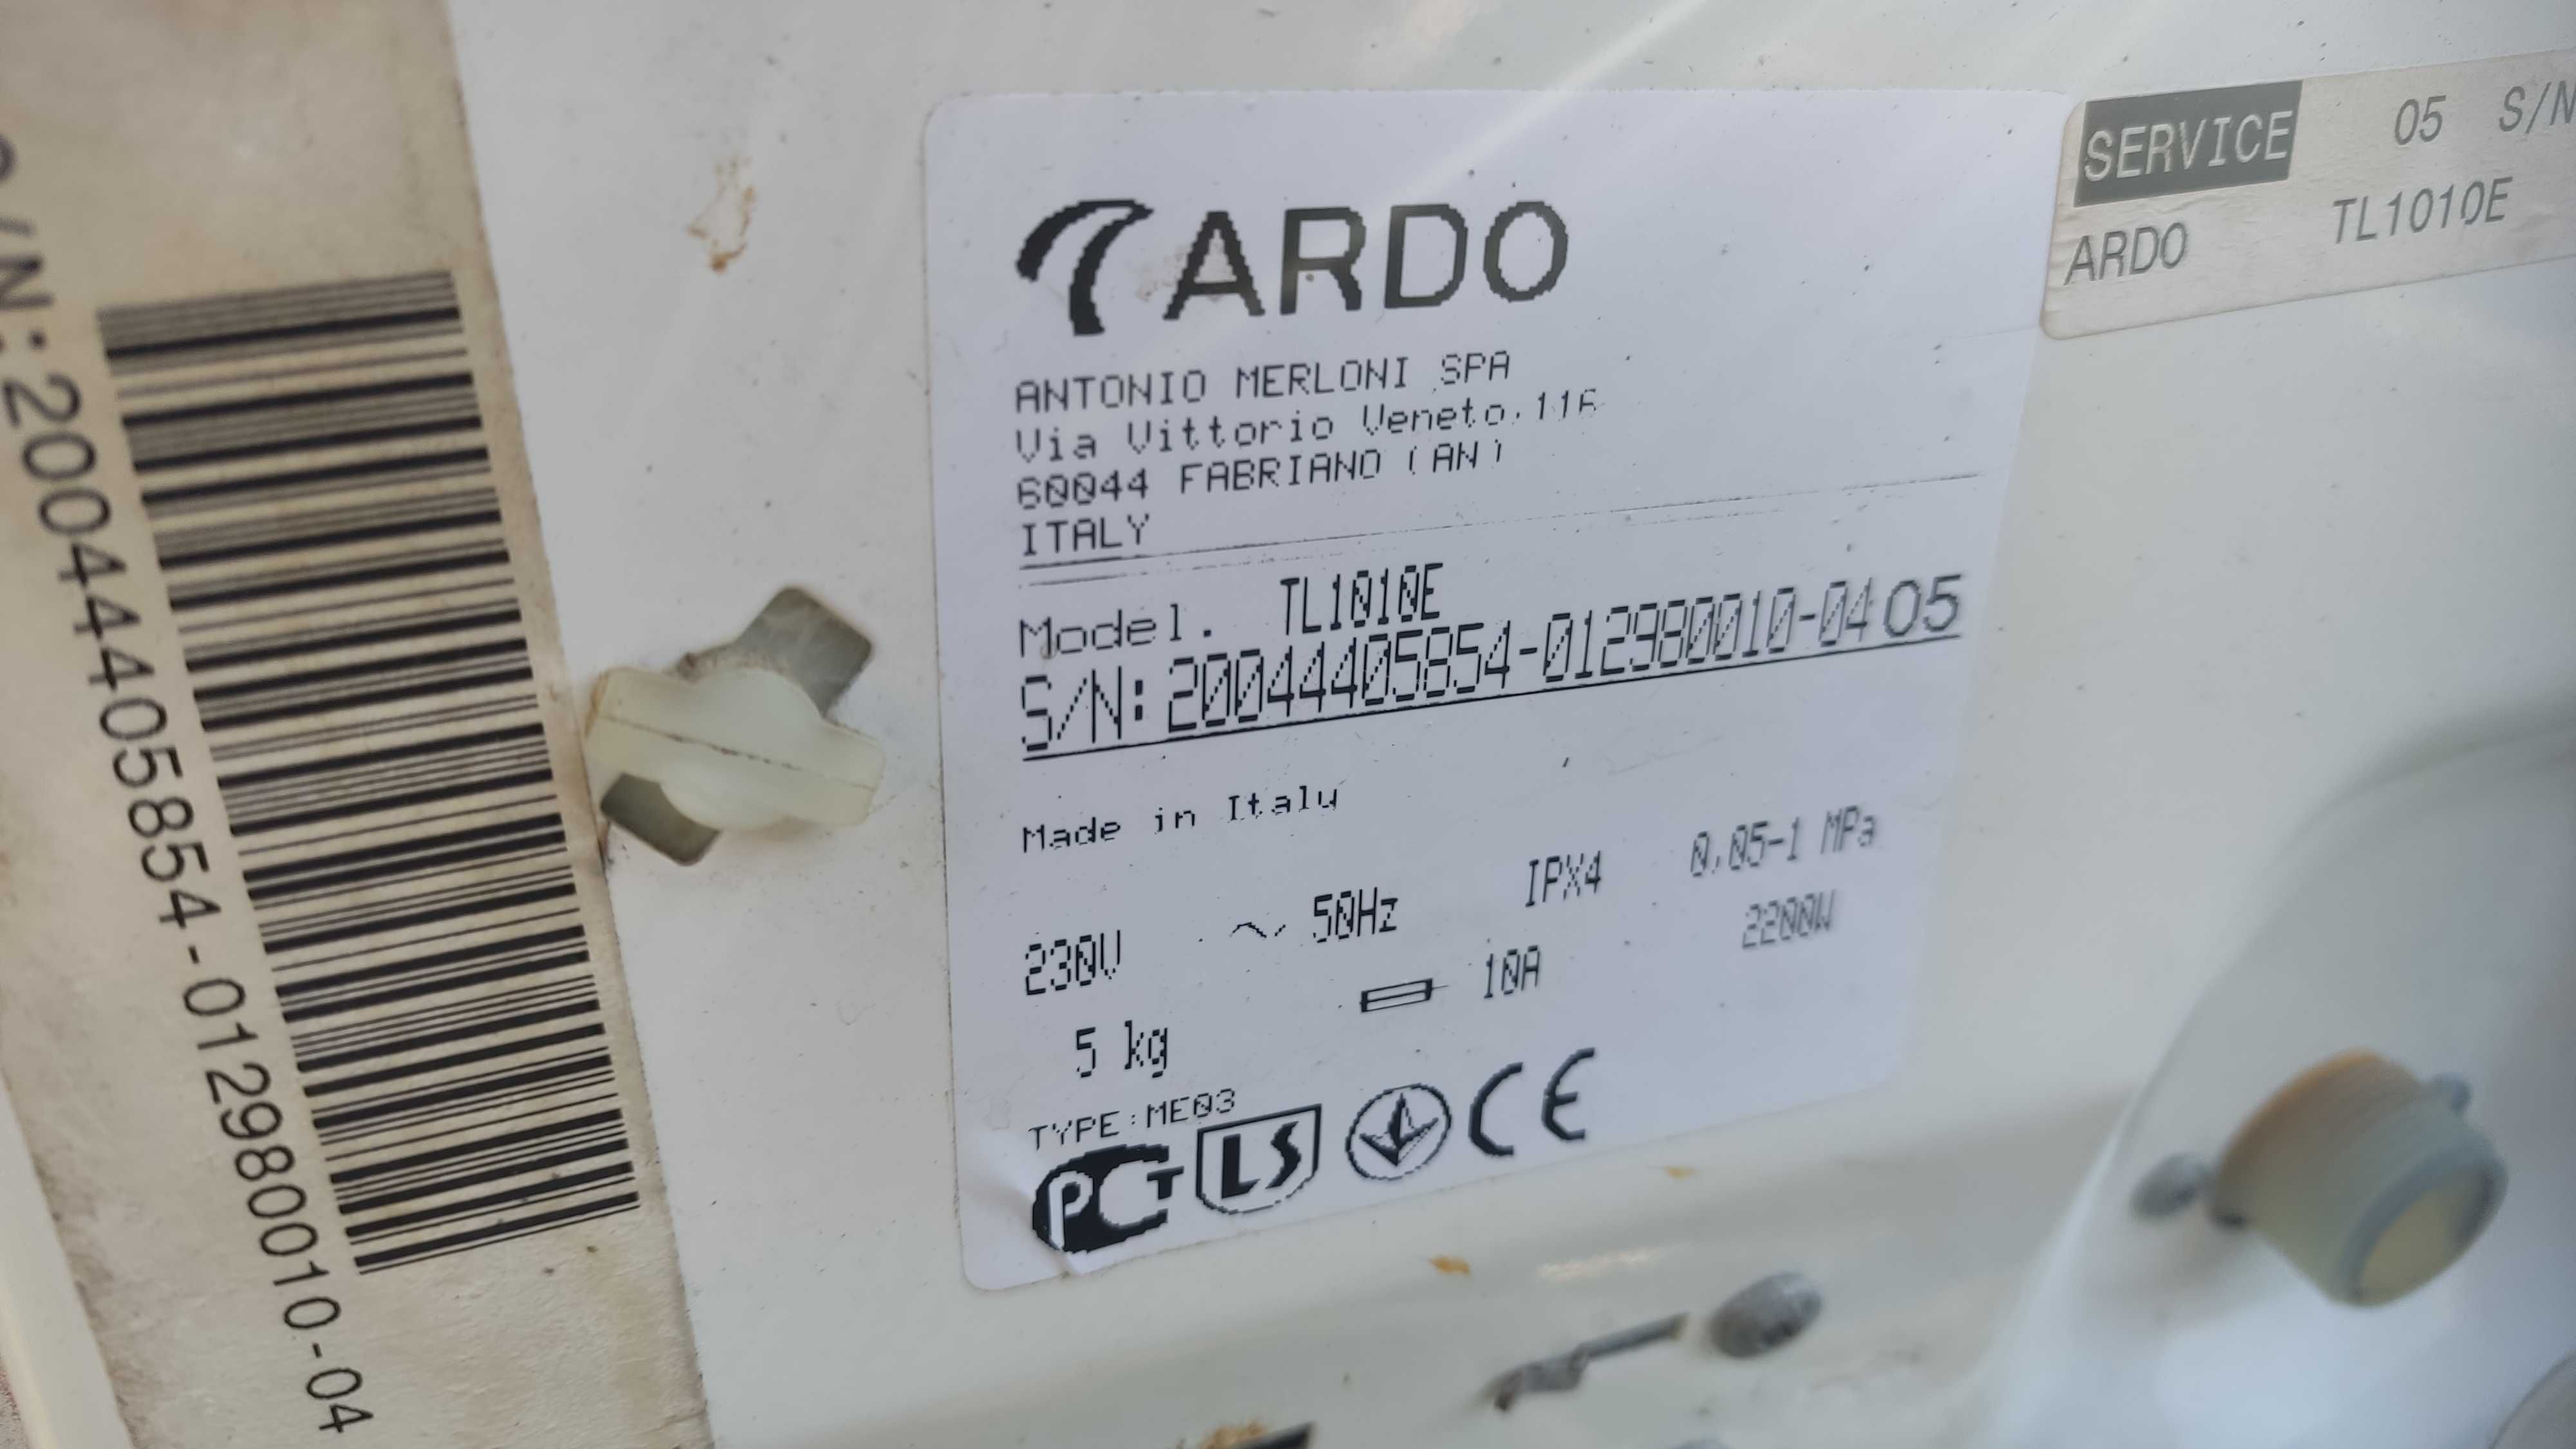 S/N:20044405854-012980010-04
ARDO
ANTONIO MERLONI SPA
Via Vittorio Veneto,116
60044 FABRIANO (AN)
ITALY
Model. TL1010E
S/N:20044405854-012980010-04 05
Made in Italy
230V ~ 50Hz IPX4 0,05-1 MPa
5 kg 10A 2200W
TYPE:ME03
PCT LS CE
SERVICE 05 S/N
ARDO TL1010E